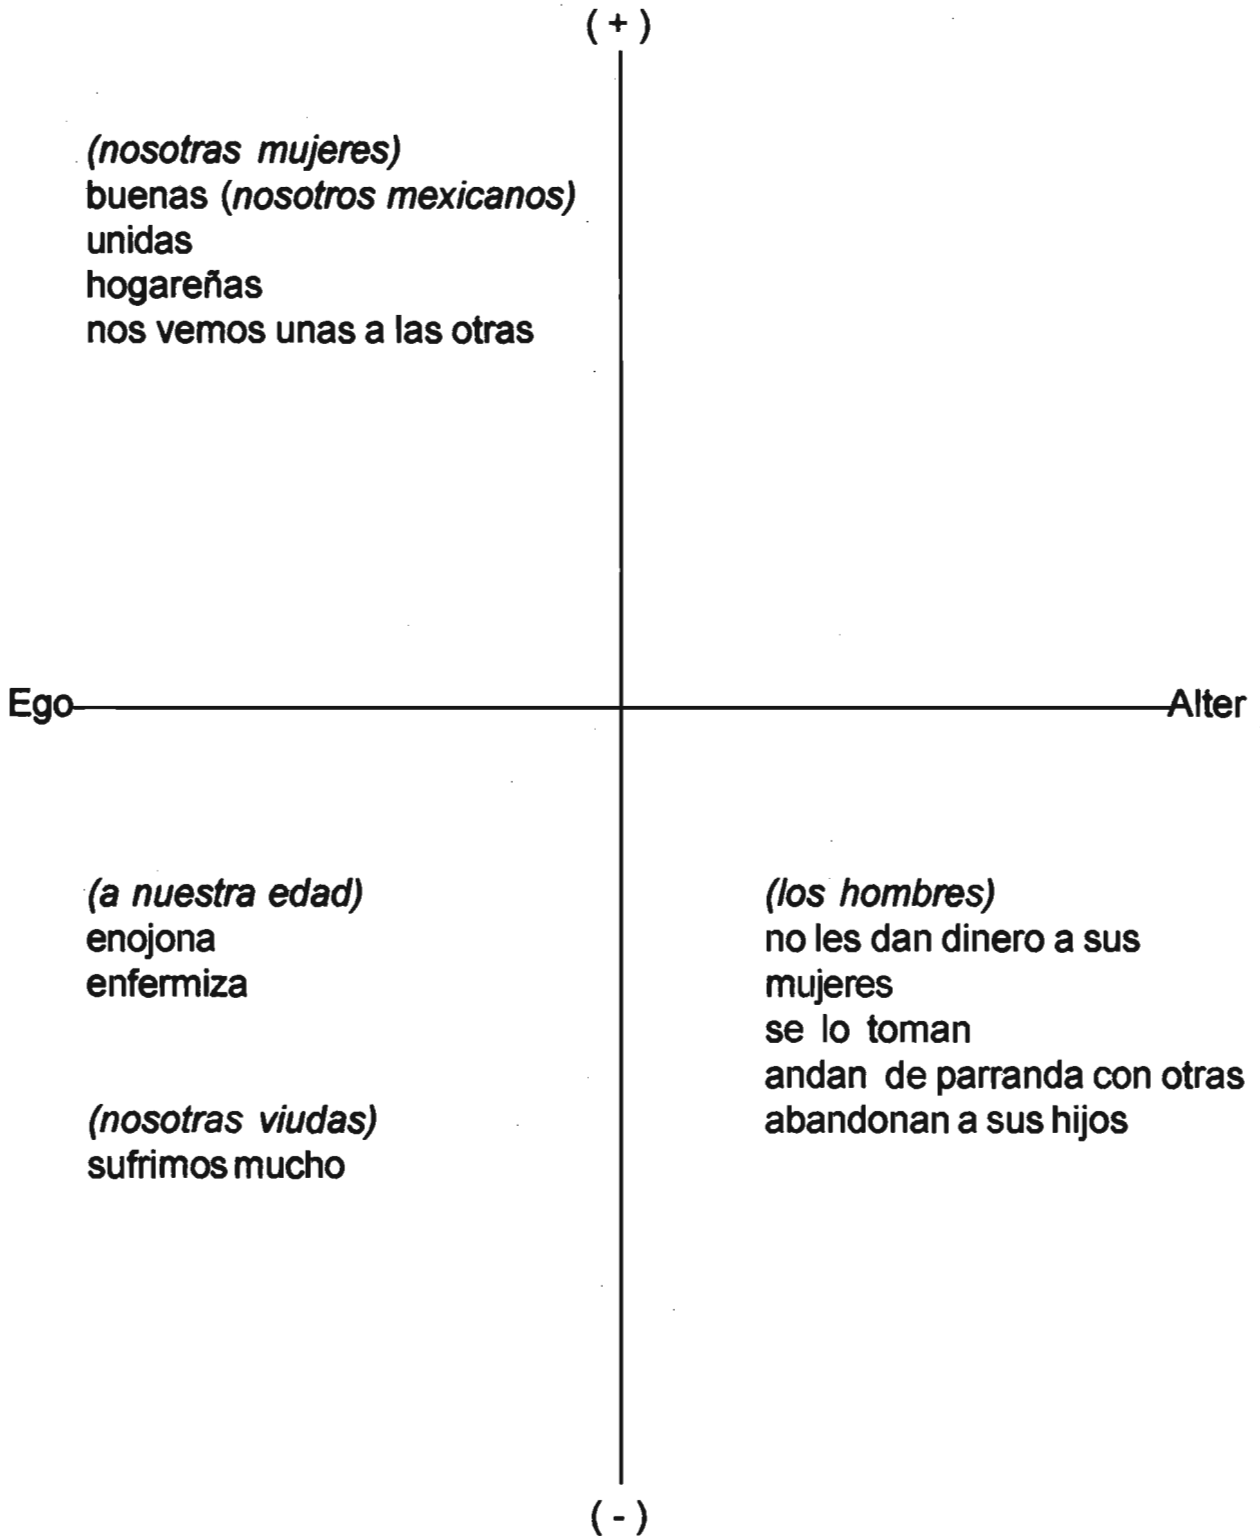 ( + )
(nosotras mujeres)
buenas (nosotros mexicanos)
unidas
hogareñas
nos vemos unas a las otras
Ego
Alter
(a nuestra edad)
enojona
enfermiza
(nosotras viudas)
sufrimos mucho
(los hombres)
no les dan dinero a sus
mujeres
se lo toman
andan de parranda con otras
abandonan a sus hijos
( - )